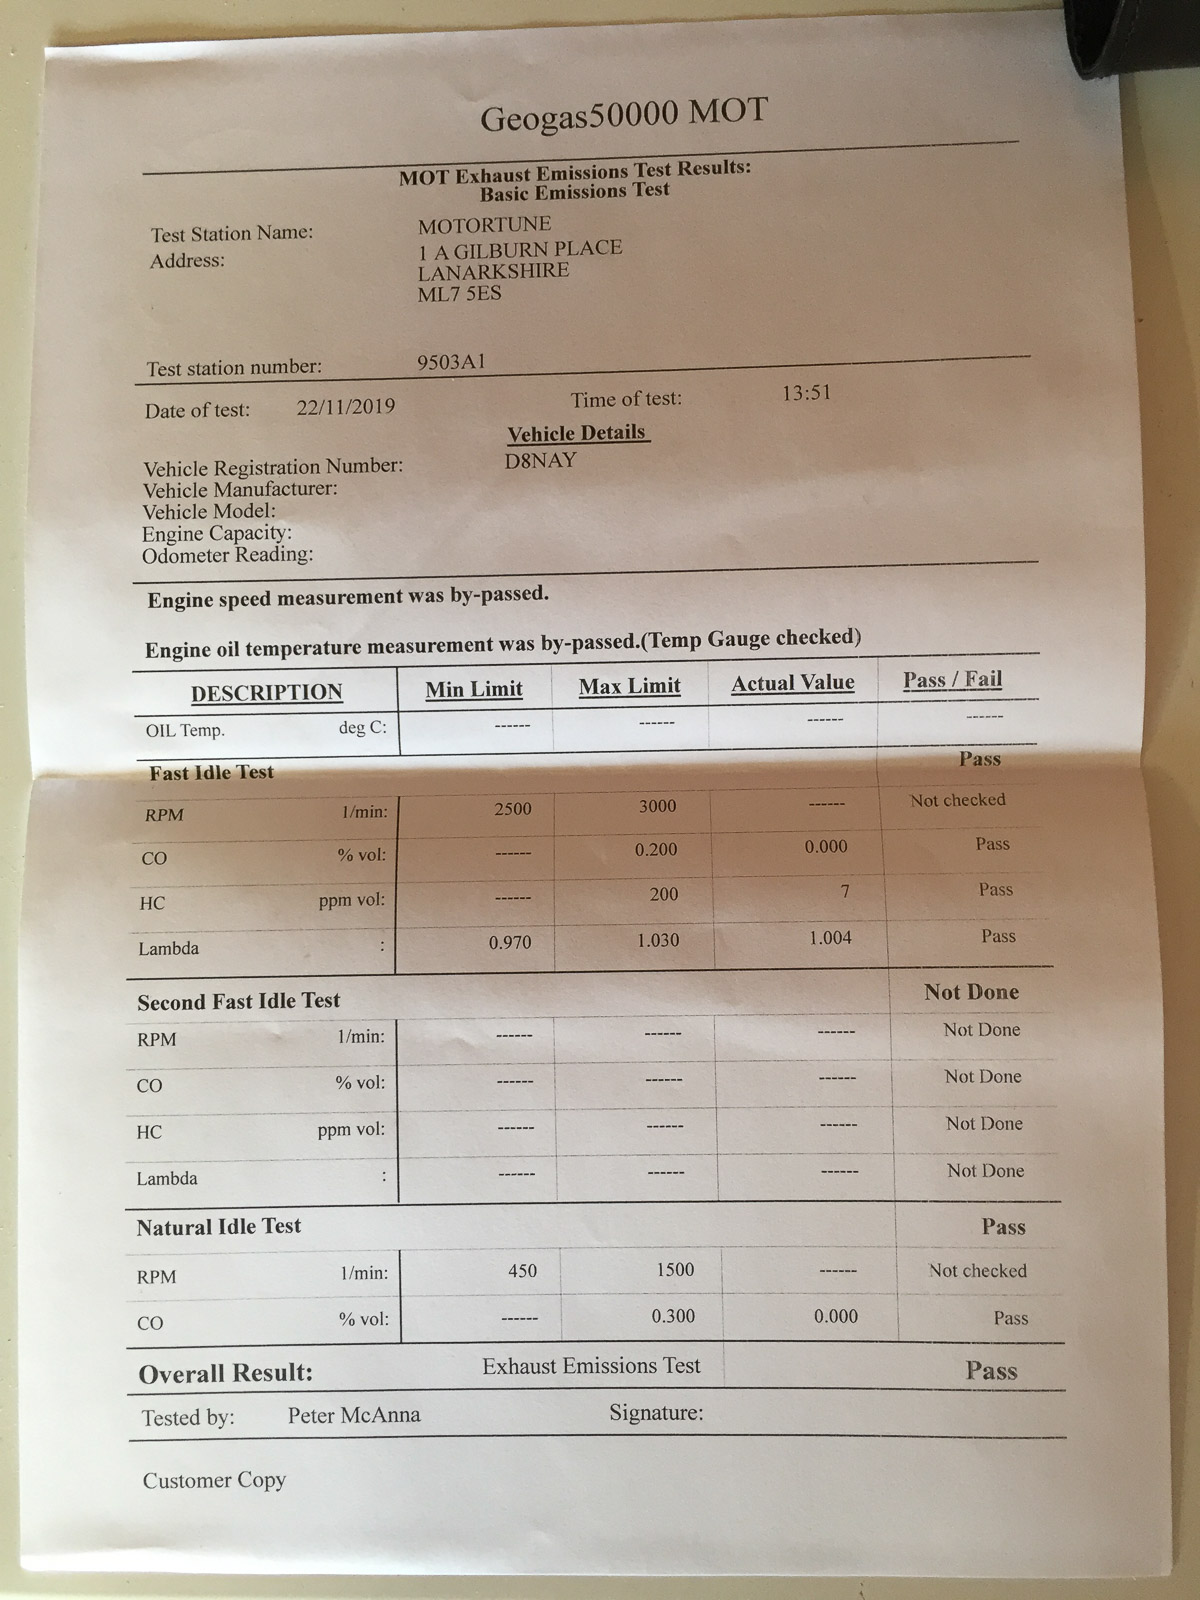 Geogas50000 MOT
MOT Exhaust Emissions Test Results:
Basic Emissions Test
Test Station Name: MOTORTUNE
Address: 1 A GILBURN PLACE
LANARKSHIRE
ML7 5ES
Test station number: 9503A1
Date of test: 22/11/2019 Time of test: 13:51
Vehicle Details
Vehicle Registration Number: D8NAY
Vehicle Manufacturer:
Vehicle Model:
Engine Capacity:
Odometer Reading:
Engine speed measurement was by-passed.
Engine oil temperature measurement was by-passed.(Temp Gauge checked)
DESCRIPTION Min Limit Max Limit Actual Value Pass / Fail
OIL Temp. deg C: ------ ------ ------ ------
Fast Idle Test Pass
RPM 1/min: 2500 3000 ------ Not checked
CO % vol: ------ 0.200 0.000 Pass
HC ppm vol: ------ 200 7 Pass
Lambda : 0.970 1.030 1.004 Pass
Second Fast Idle Test Not Done
RPM 1/min: ------ ------ ------ Not Done
CO % vol: ------ ------ ------ Not Done
HC ppm vol: ------ ------ ------ Not Done
Lambda : ------ ------ ------ Not Done
Natural Idle Test Pass
RPM 1/min: 450 1500 ------ Not checked
CO % vol: ------ 0.300 0.000 Pass
Overall Result: Exhaust Emissions Test Pass
Tested by: Peter McAnna Signature:
Customer Copy